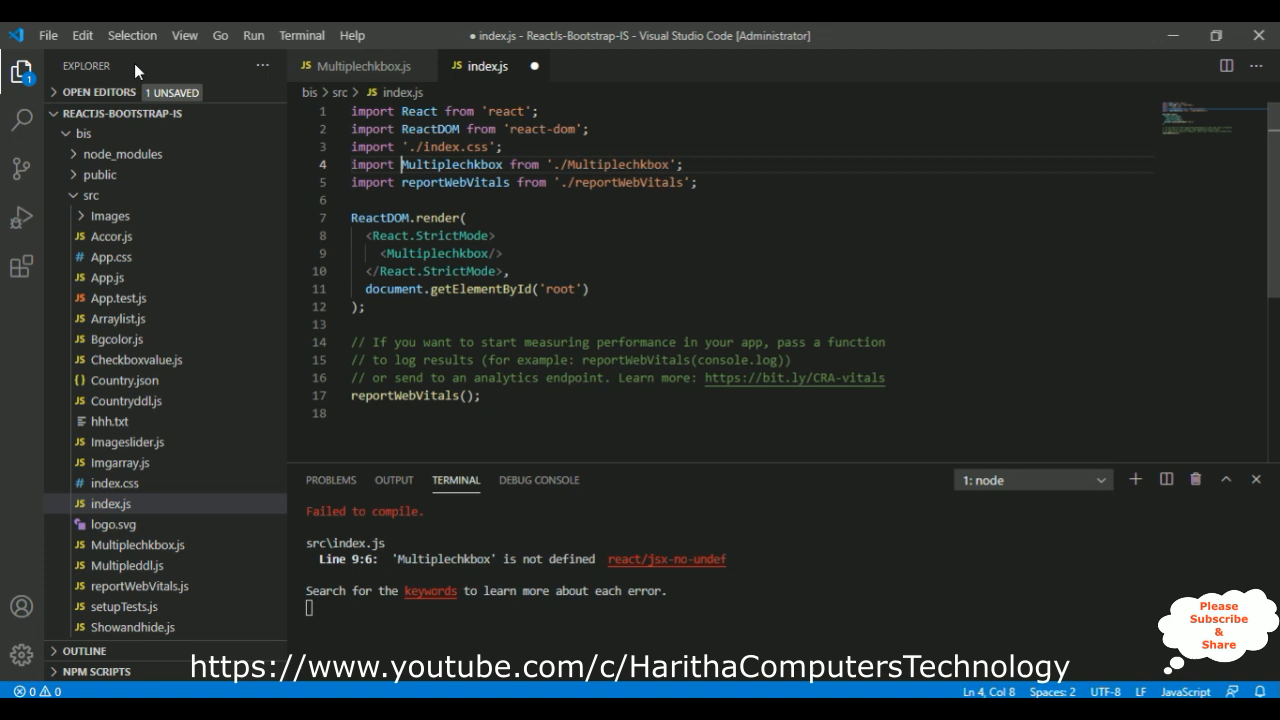 File Edit Selection View Go Run Terminal Help
● index.js - ReactJs-Bootstrap-IS - Visual Studio Code [Administrator]
EXPLORER
OPEN EDITORS 1 UNSAVED
REACTJS-BOOTSTRAP-IS
bis
node_modules
public
src
Images
Accor.js
App.css
App.js
App.test.js
Arraylist.js
Bgcolor.js
Checkboxvalue.js
Country.json
Countryddl.js
hhh.txt
Imageslider.js
Imgarray.js
index.css
index.js
logo.svg
Multiplechkbox.js
Multipleddl.js
reportWebVitals.js
setupTests.js
Showandhide.js
OUTLINE
NPM SCRIPTS
Multiplechkbox.js index.js
bis > src > JS index.js
1 import React from 'react';
2 import ReactDOM from 'react-dom';
3 import './index.css';
4 import Multiplechkbox from './Multiplechkbox';
5 import reportWebVitals from './reportWebVitals';
6
7 ReactDOM.render(
8 <React.StrictMode>
9 <Multiplechkbox/>
10 </React.StrictMode>,
11 document.getElementById('root')
12 );
13
14 // If you want to start measuring performance in your app, pass a function
15 // to log results (for example: reportWebVitals(console.log))
16 // or send to an analytics endpoint. Learn more: https://bit.ly/CRA-vitals
17 reportWebVitals();
18
PROBLEMS OUTPUT TERMINAL DEBUG CONSOLE 1: node
Failed to compile.
src\index.js
Line 9:6: 'Multiplechkbox' is not defined react/jsx-no-undef
Search for the keywords to learn more about each error.
Please
Subscribe
&
Share
https://www.youtube.com/c/HarithaComputersTechnology
0 0 Ln 4, Col 8 Spaces: 2 UTF-8 LF JavaScript